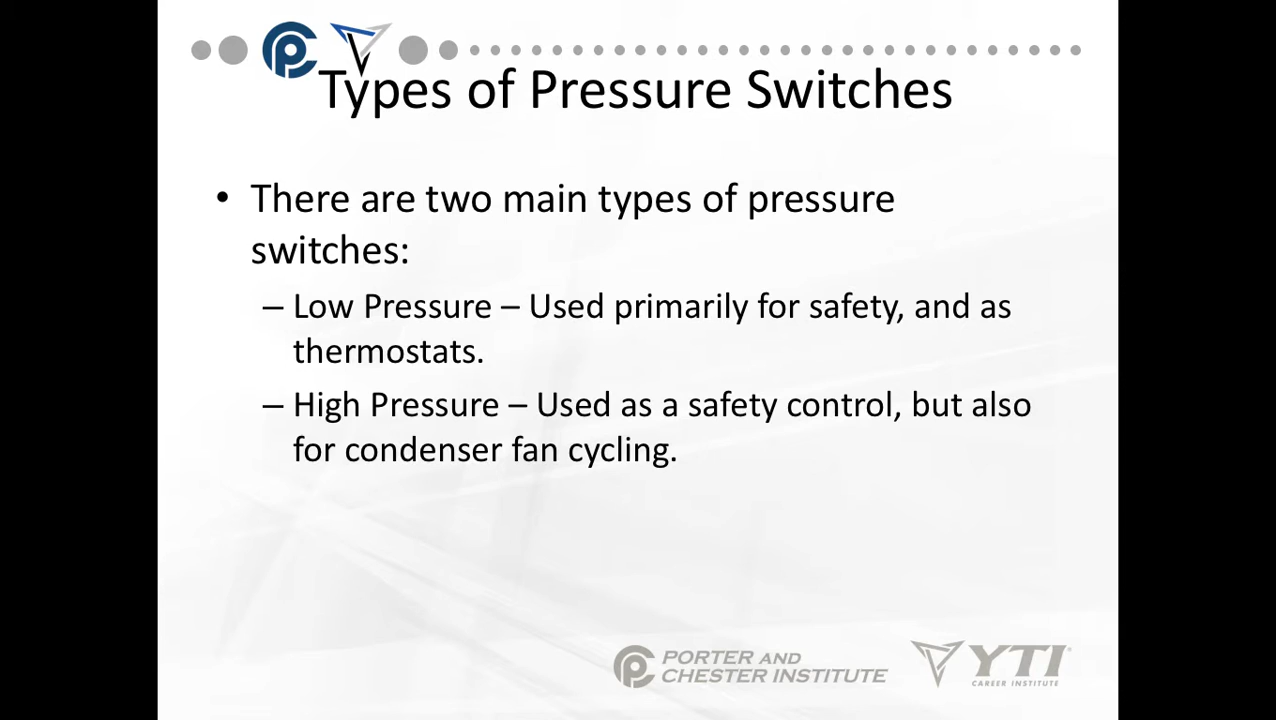 Types of Pressure Switches
• There are two main types of pressure
switches:
– Low Pressure – Used primarily for safety, and as
thermostats.
– High Pressure – Used as a safety control, but also
for condenser fan cycling.
PORTER AND
CHESTER INSTITUTE
YTI
CAREER INSTITUTE